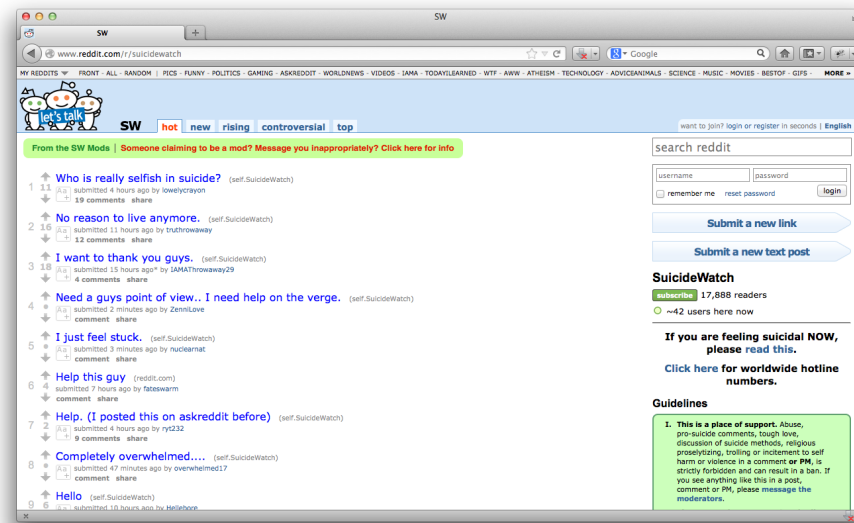 SW
SW
www.reddit.com/r/suicidewatch
Google
MY REDDITS FRONT - ALL - RANDOM | PICS - FUNNY - POLITICS - GAMING - ASKREDDIT - WORLDNEWS - VIDEOS - IAMA - TODAYILEARNED - WTF - AWW - ATHEISM - TECHNOLOGY - ADVICEANIMALS - SCIENCE - MUSIC - MOVIES - BESTOF - GIFS - MORE »
let's talk
SW hot new rising controversial top
want to join? login or register in seconds | English
From the SW Mods | Someone claiming to be a mod? Message you inappropriately? Click here for info
1 11 Who is really selfish in suicide? (self.SuicideWatch)
Aa+ submitted 4 hours ago by lowelycrayon
19 comments share
2 16 No reason to live anymore. (self.SuicideWatch)
Aa+ submitted 11 hours ago by truthrowaway
12 comments share
3 18 I want to thank you guys. (self.SuicideWatch)
Aa+ submitted 15 hours ago* by IAMAThrowaway29
4 comments share
4 • Need a guys point of view.. I need help on the verge. (self.SuicideWatch)
Aa+ submitted 2 minutes ago by ZenniLove
comment share
5 • I just feel stuck. (self.SuicideWatch)
Aa+ submitted 3 minutes ago by nuclearnat
comment share
6 4 Help this guy (reddit.com)
submitted 7 hours ago by fateswarm
comment share
7 2 Help. (I posted this on askreddit before) (self.SuicideWatch)
Aa+ submitted 4 hours ago by ryt232
9 comments share
8 • Completely overwhelmed.... (self.SuicideWatch)
Aa+ submitted 47 minutes ago by overwhelmed17
comment share
9 6 Hello (self.SuicideWatch)
Aa submitted 10 hours ago by Hellebore
search reddit
username password
remember me reset password login
Submit a new link
Submit a new text post
SuicideWatch
subscribe 17,888 readers
~42 users here now
If you are feeling suicidal NOW,
please read this.
Click here for worldwide hotline
numbers.
Guidelines
I. This is a place of support. Abuse,
pro-suicide comments, tough love,
discussion of suicide methods, religious
proselytizing, trolling or incitement to self
harm or violence in a comment or PM, is
strictly forbidden and can result in a ban. If
you see anything like this in a post,
comment or PM, please message the
moderators.